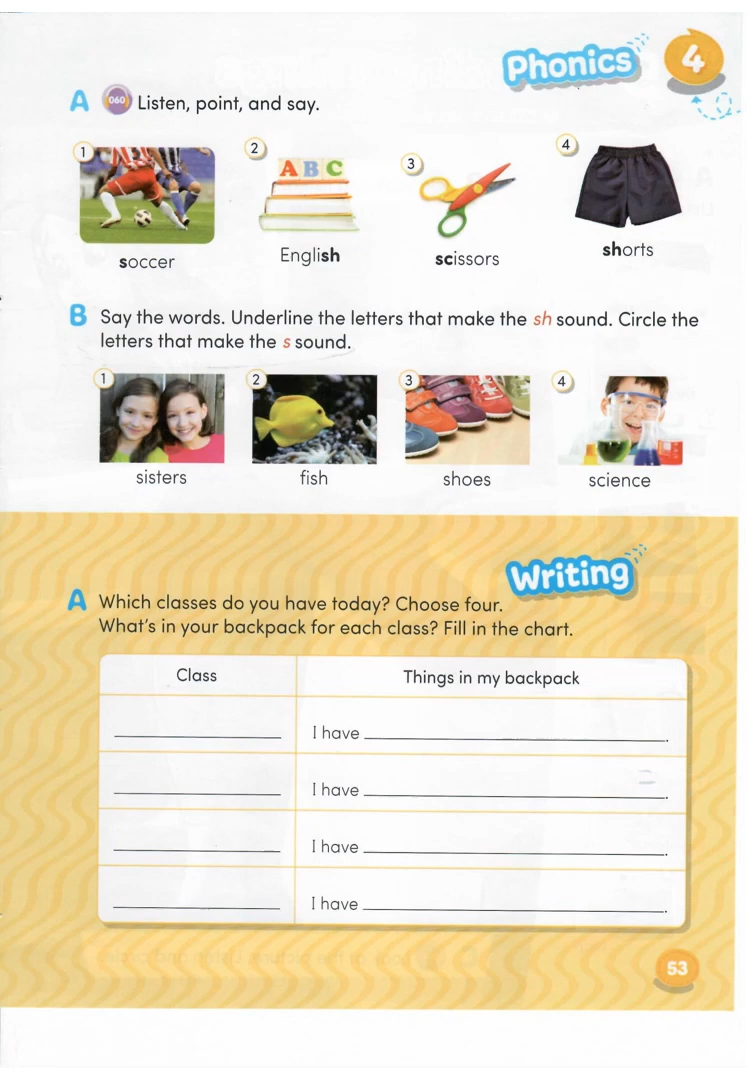 Phonics
4
A 060 Listen, point, and say.
1
2
3
4
A B C
soccer
English
scissors
shorts
B Say the words. Underline the letters that make the sh sound. Circle the
letters that make the s sound.
1
2
3
4
sisters
fish
shoes
science
Writing
A Which classes do you have today? Choose four.
What's in your backpack for each class? Fill in the chart.
Class Things in my backpack
I have .
I have .
I have .
I have .
53